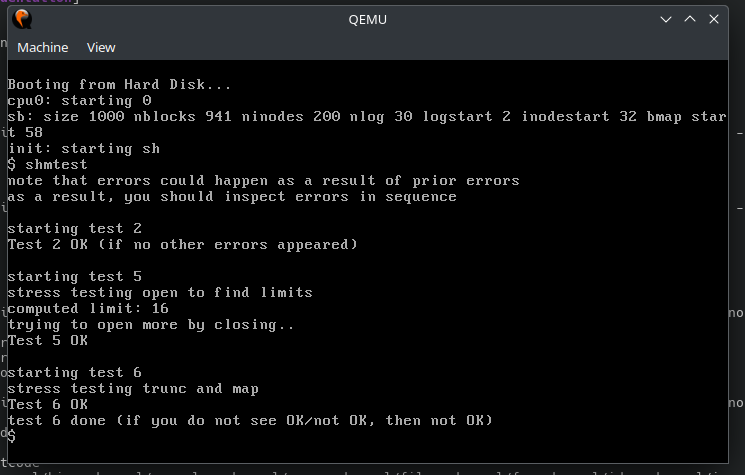 QEMU
Machine View
Booting from Hard Disk...
cpu0: starting 0
sb: size 1000 nblocks 941 ninodes 200 nlog 30 logstart 2 inodestart 32 bmap star
t 58
init: starting sh
$ shmtest
note that errors could happen as a result of prior errors
as a result, you should inspect errors in sequence
starting test 2
Test 2 OK (if no other errors appeared)
starting test 5
stress testing open to find limits
computed limit: 16
trying to open more by closing..
Test 5 OK
starting test 6
stress testing trunc and map
Test 6 OK
test 6 done (if you do not see OK/not OK, then not OK)
$